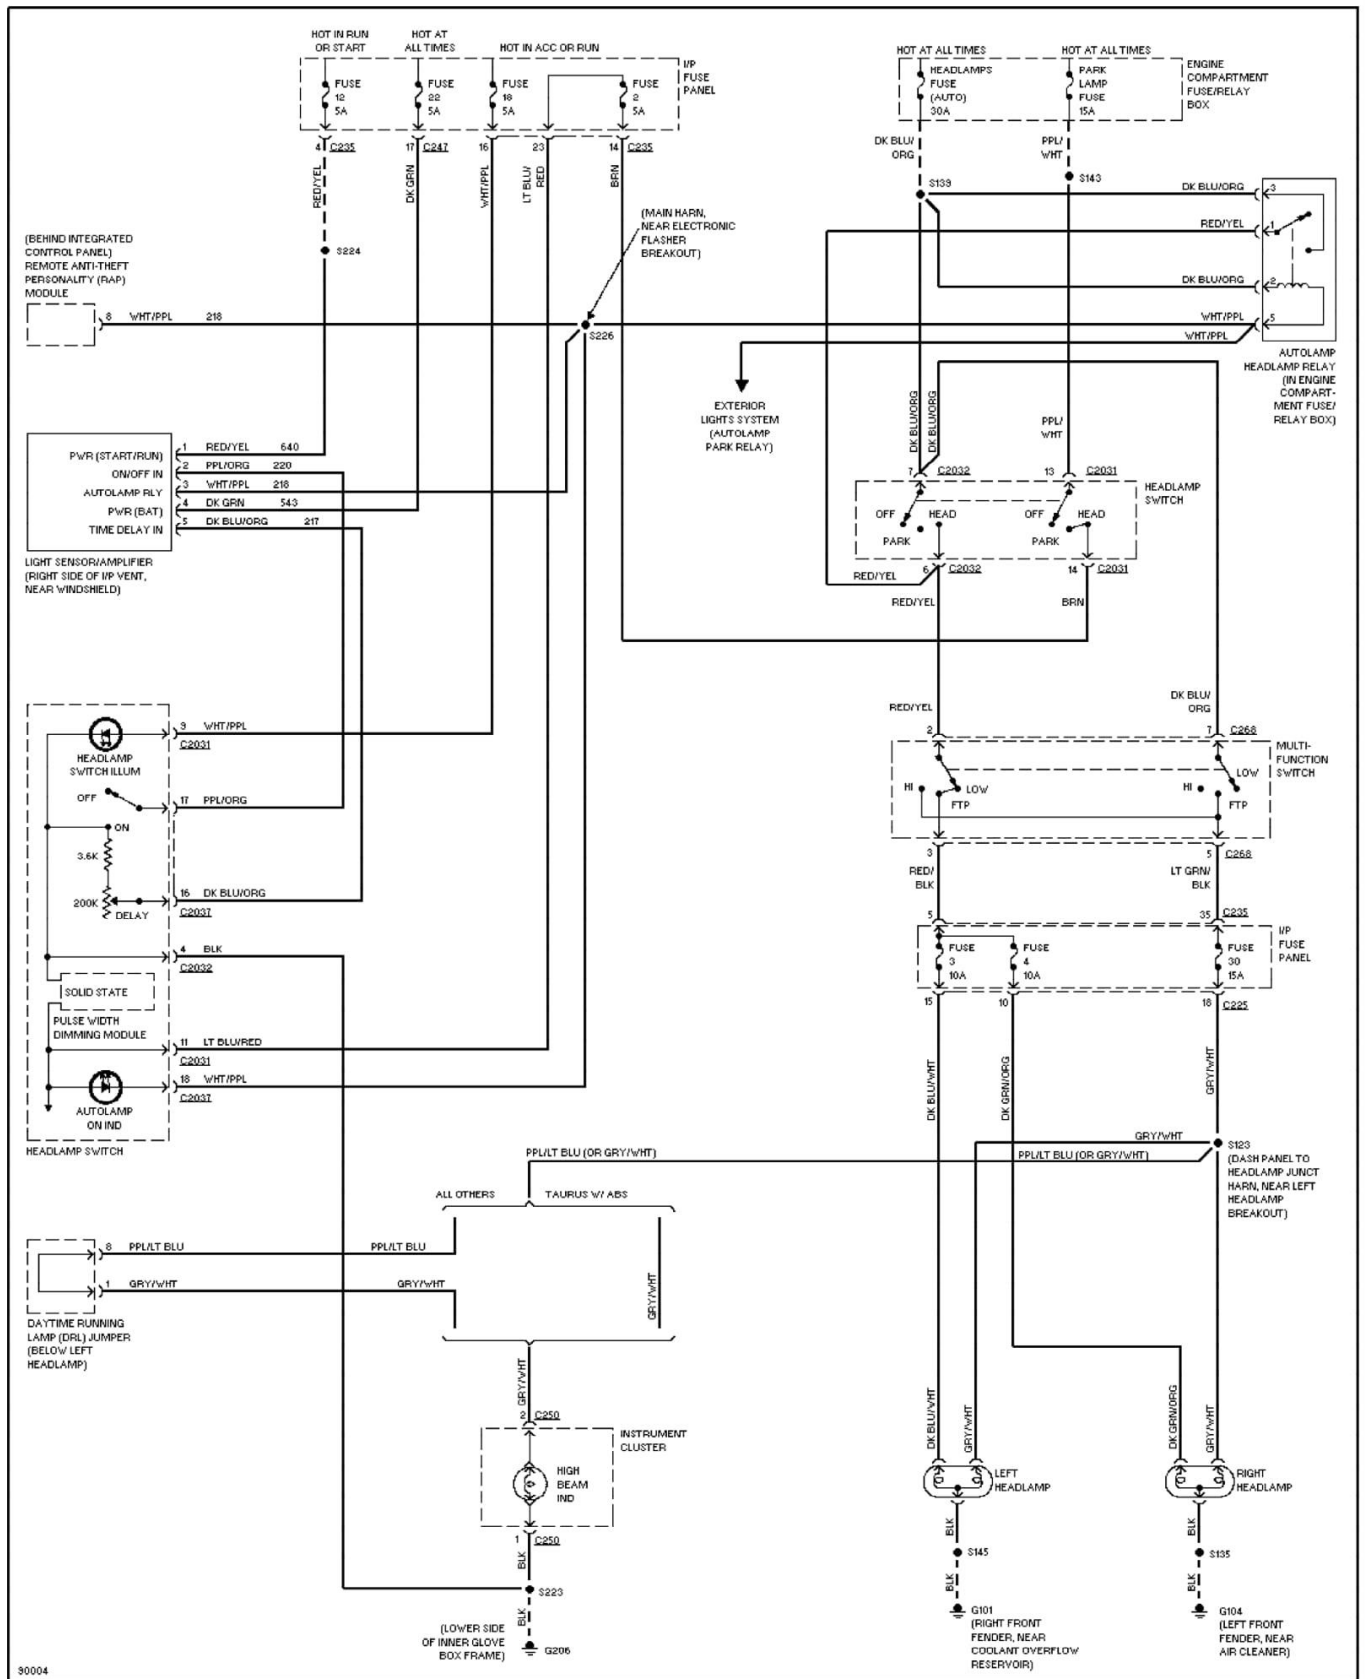 HOT IN RUN
OR START
HOT AT
ALL TIMES
HOT IN ACC OR RUN
FUSE
12
5A
FUSE
22
5A
FUSE
18
5A
FUSE
2
5A
I/P
FUSE
PANEL
4 C235
17 C247
16
23
14 C235
RED/YEL
DK GRN
WHT/PPL
LT BLU/
RED
BRN
HOT AT ALL TIMES
HOT AT ALL TIMES
HEADLAMPS
FUSE
(AUTO)
30A
PARK
LAMP
FUSE
15A
ENGINE
COMPARTMENT
FUSE/RELAY
BOX
DK BLU/
ORG
PPL/
WHT
S139
S143
DK BLU/ORG
3
RED/YEL
1
DK BLU/ORG
2
WHT/PPL
5
WHT/PPL
AUTOLAMP
HEADLAMP RELAY
(IN ENGINE
COMPART-
MENT FUSE/
RELAY BOX)
(MAIN HARN,
NEAR ELECTRONIC
FLASHER
BREAKOUT)
S224
(BEHIND INTEGRATED
CONTROL PANEL)
REMOTE ANTI-THEFT
PERSONALITY (RAP)
MODULE
8 WHT/PPL 218
S226
EXTERIOR
LIGHTS SYSTEM
(AUTOLAMP
PARK RELAY)
DK BLU/ORG
DK BLU/ORG
PPL/
WHT
PWR (START/RUN)
ON/OFF IN
AUTOLAMP RLY
PWR (BAT)
TIME DELAY IN
1 RED/YEL 640
2 PPL/ORG 220
3 WHT/PPL 218
4 DK GRN 543
5 DK BLU/ORG 217
LIGHT SENSOR/AMPLIFIER
(RIGHT SIDE OF I/P VENT,
NEAR WINDSHIELD)
7 C2032
13 C2031
HEADLAMP
SWITCH
OFF
HEAD
PARK
OFF
HEAD
PARK
RED/YEL
6 C2032
14 C2031
RED/YEL
BRN
RED/YEL
DK BLU/
ORG
2
7 C268
MULTI-
FUNCTION
SWITCH
HI
LOW
FTP
HI
LOW
FTP
3
5 C268
RED/
BLK
LT GRN/
BLK
5
35 C235
FUSE
3
10A
FUSE
4
10A
FUSE
30
15A
I/P
FUSE
PANEL
15
10
18 C225
DK BLU/WHT
DK GRN/ORG
GRY/WHT
9 WHT/PPL
C2031
HEADLAMP
SWITCH ILLUM
OFF
17 PPL/ORG
ON
3.6K
200K
DELAY
16 DK BLU/ORG
C2037
4 BLK
C2032
SOLID STATE
PULSE WIDTH
DIMMING MODULE
11 LT BLU/RED
C2031
18 WHT/PPL
C2037
AUTOLAMP
ON IND
HEADLAMP SWITCH
GRY/WHT
S123
(DASH PANEL TO
HEADLAMP JUNCT
HARN, NEAR LEFT
HEADLAMP
BREAKOUT)
PPL/LT BLU (OR GRY/WHT)
PPL/LT BLU (OR GRY/WHT)
ALL OTHERS
TAURUS W/ ABS
8 PPL/LT BLU
PPL/LT BLU
1 GRY/WHT
GRY/WHT
GRY/WHT
DAYTIME RUNNING
LAMP (DRL) JUMPER
(BELOW LEFT
HEADLAMP)
GRY/WHT
2 C250
INSTRUMENT
CLUSTER
HIGH
BEAM
IND
1 C250
BLK
S223
BLK
(LOWER SIDE
OF INNER GLOVE
BOX FRAME)
G206
DK BLU/WHT
GRY/WHT
DK GRN/ORG
GRY/WHT
LEFT
HEADLAMP
RIGHT
HEADLAMP
BLK
BLK
S145
S135
BLK
BLK
G101
(RIGHT FRONT
FENDER, NEAR
COOLANT OVERFLOW
RESERVOIR)
G104
(LEFT FRONT
FENDER, NEAR
AIR CLEANER)
90004